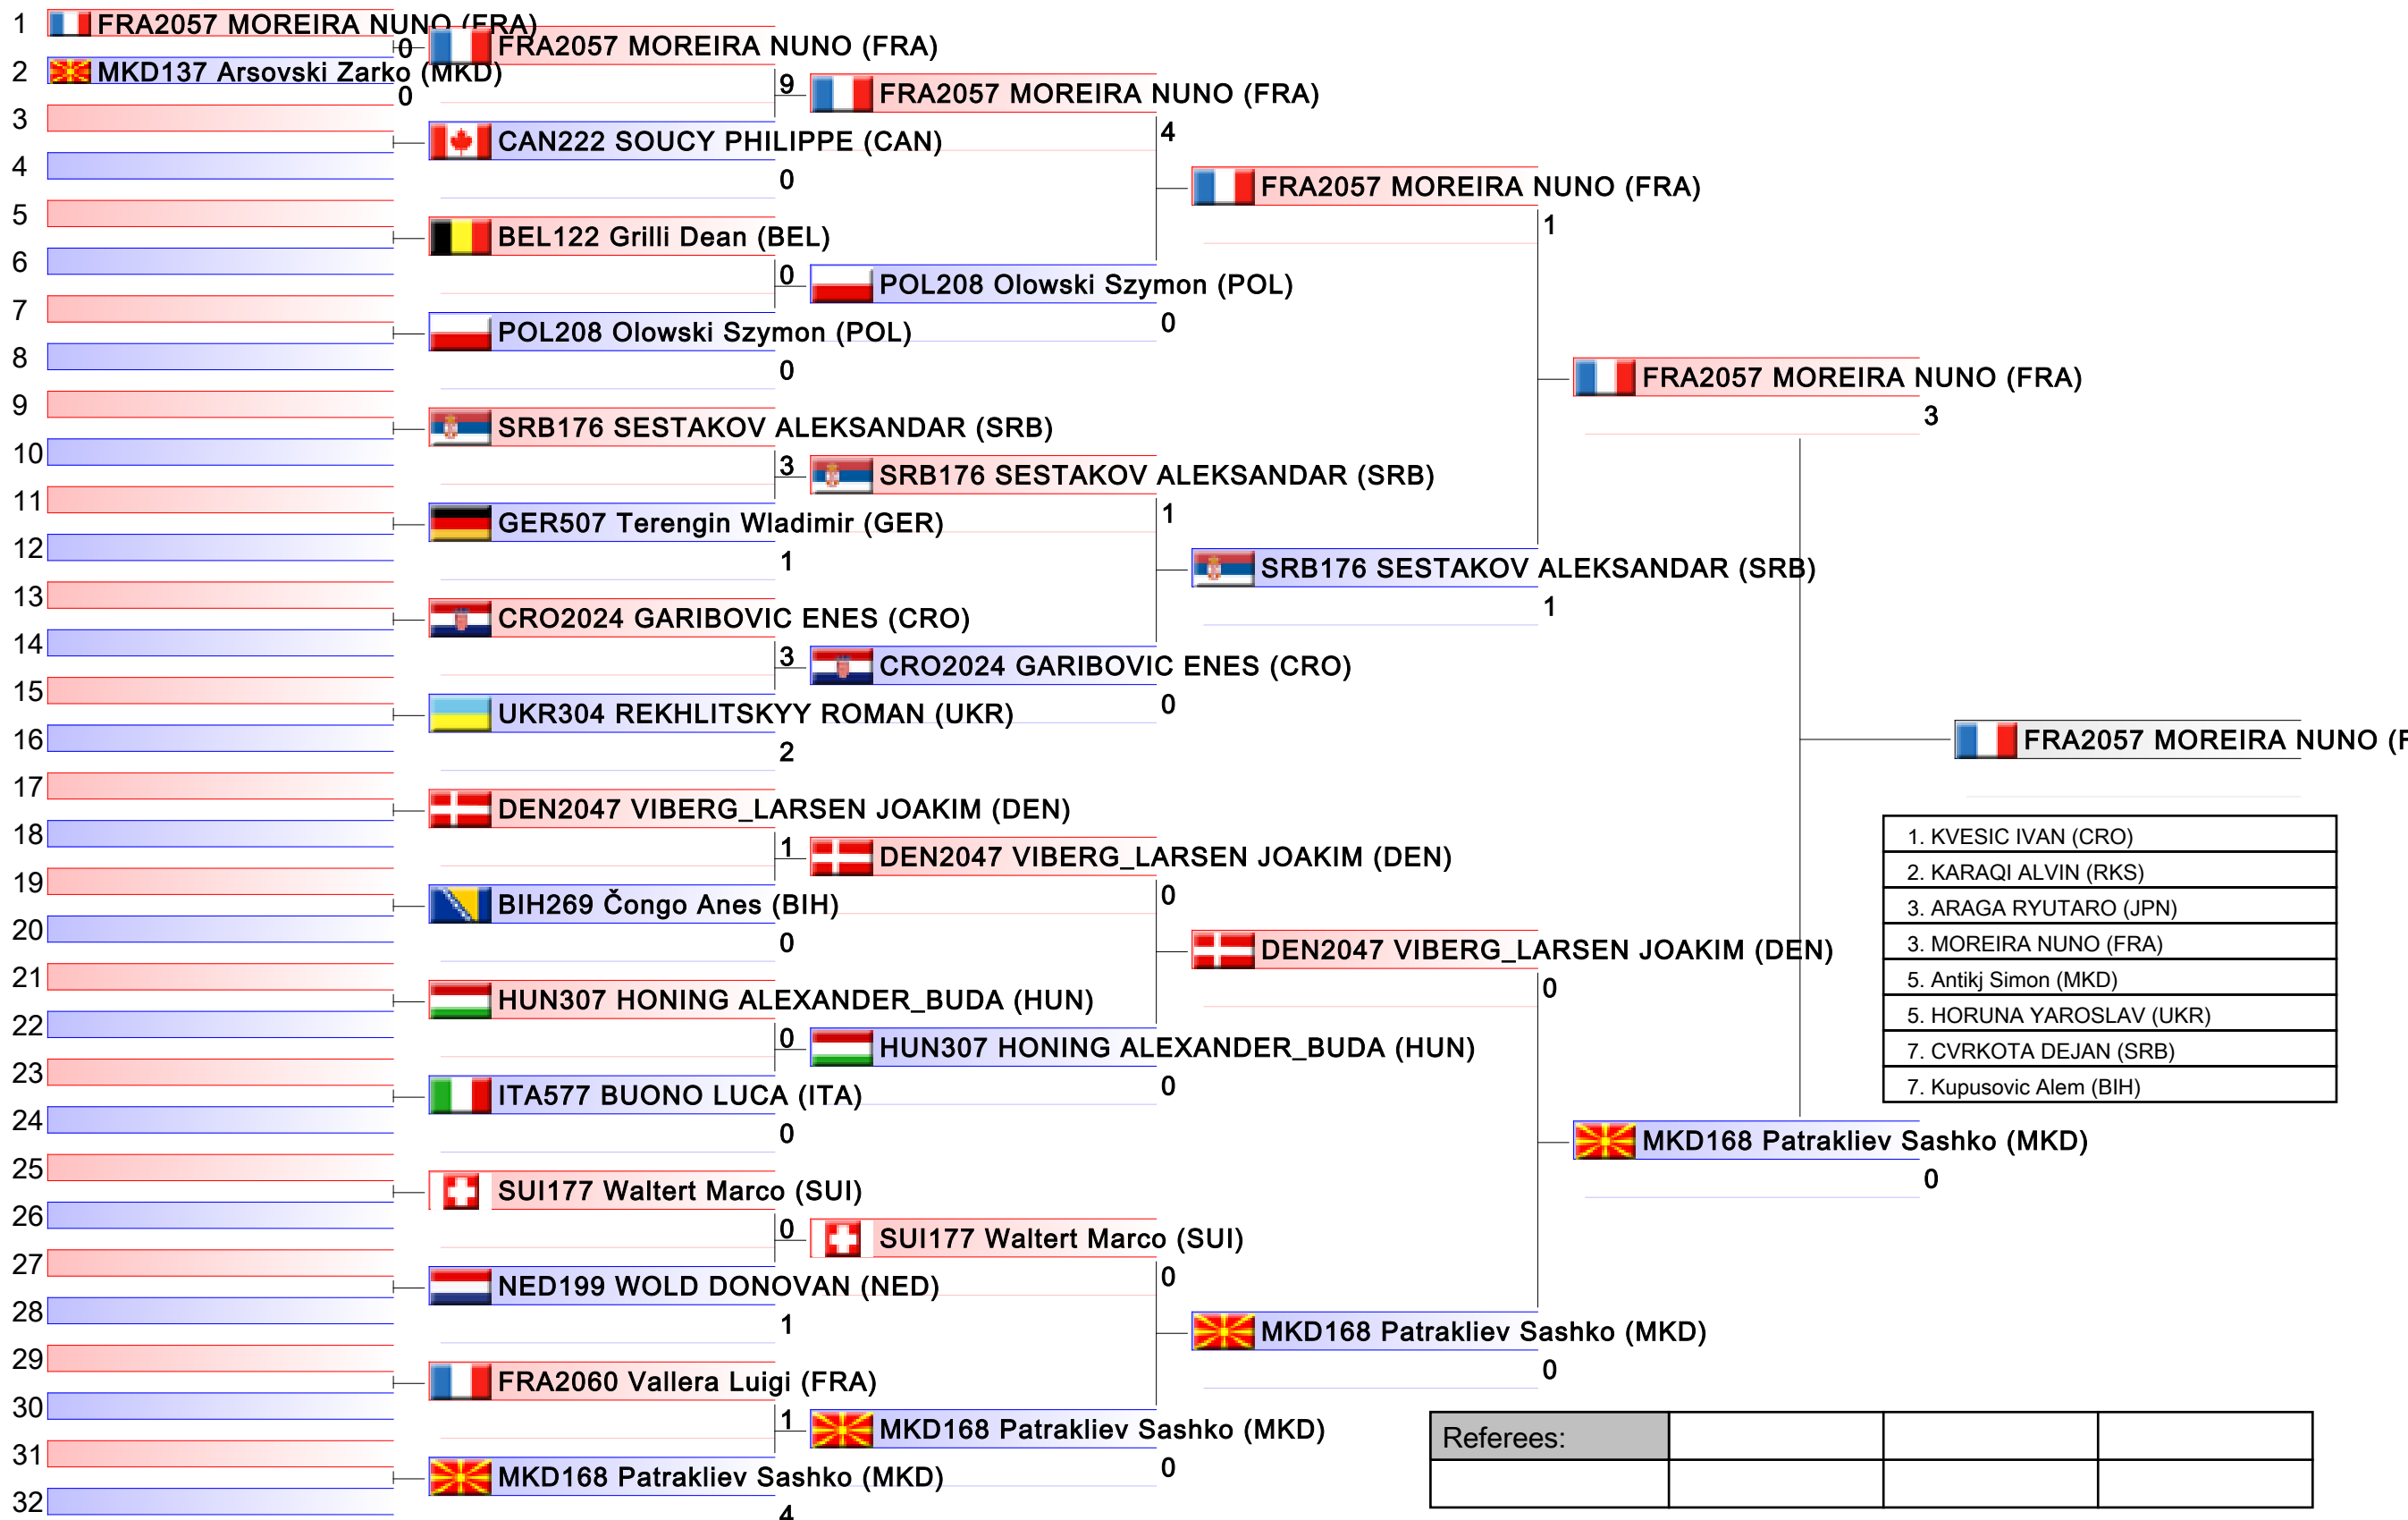 1 FRA2057 MOREIRA NUNO (FRA)
0
2 MKD137 Arsovski Zarko (MKD)
0
3
4
5
6
7
8
9
10
11
12
13
14
15
16
17
18
19
20
21
22
23
24
25
26
27
28
29
30
31
32
FRA2057 MOREIRA NUNO (FRA)
9
CAN222 SOUCY PHILIPPE (CAN)
0
BEL122 Grilli Dean (BEL)
0
POL208 Olowski Szymon (POL)
0
SRB176 SESTAKOV ALEKSANDAR (SRB)
3
GER507 Terengin Wladimir (GER)
1
CRO2024 GARIBOVIC ENES (CRO)
3
UKR304 REKHLITSKYY ROMAN (UKR)
2
DEN2047 VIBERG_LARSEN JOAKIM (DEN)
1
BIH269 Čongo Anes (BIH)
0
HUN307 HONING ALEXANDER_BUDA (HUN)
0
ITA577 BUONO LUCA (ITA)
0
SUI177 Waltert Marco (SUI)
0
NED199 WOLD DONOVAN (NED)
1
FRA2060 Vallera Luigi (FRA)
1
MKD168 Patrakliev Sashko (MKD)
4
FRA2057 MOREIRA NUNO (FRA)
4
POL208 Olowski Szymon (POL)
0
SRB176 SESTAKOV ALEKSANDAR (SRB)
1
CRO2024 GARIBOVIC ENES (CRO)
0
DEN2047 VIBERG_LARSEN JOAKIM (DEN)
0
HUN307 HONING ALEXANDER_BUDA (HUN)
0
SUI177 Waltert Marco (SUI)
0
MKD168 Patrakliev Sashko (MKD)
0
FRA2057 MOREIRA NUNO (FRA)
1
SRB176 SESTAKOV ALEKSANDAR (SRB)
1
DEN2047 VIBERG_LARSEN JOAKIM (DEN)
0
MKD168 Patrakliev Sashko (MKD)
0
FRA2057 MOREIRA NUNO (FRA)
3
MKD168 Patrakliev Sashko (MKD)
0
FRA2057 MOREIRA NUNO (F
1. KVESIC IVAN (CRO)
2. KARAQI ALVIN (RKS)
3. ARAGA RYUTARO (JPN)
3. MOREIRA NUNO (FRA)
5. Antikj Simon (MKD)
5. HORUNA YAROSLAV (UKR)
7. CVRKOTA DEJAN (SRB)
7. Kupusovic Alem (BIH)
Referees: